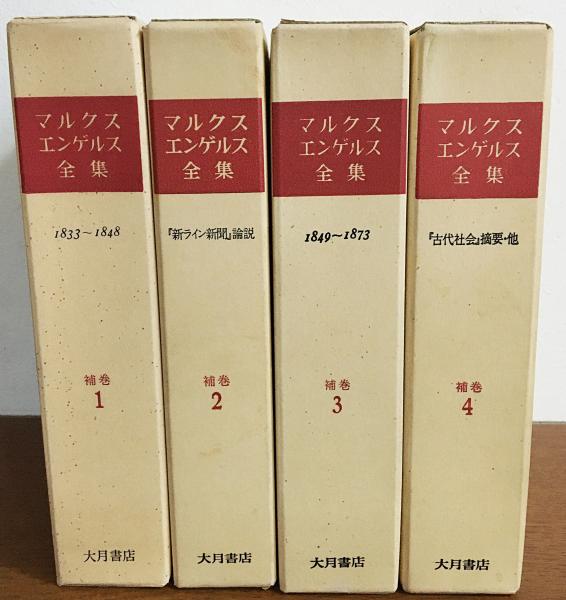 マルクス
エンゲルス
全集
1833~1848
補巻
1
大月書店
マルクス
エンゲルス
全集
『新ライン新聞』論説
補巻
2
大月書店
マルクス
エンゲルス
全集
1849~1873
補巻
3
大月書店
マルクス
エンゲルス
全集
『古代社会』摘要・他
補巻
4
大月書店